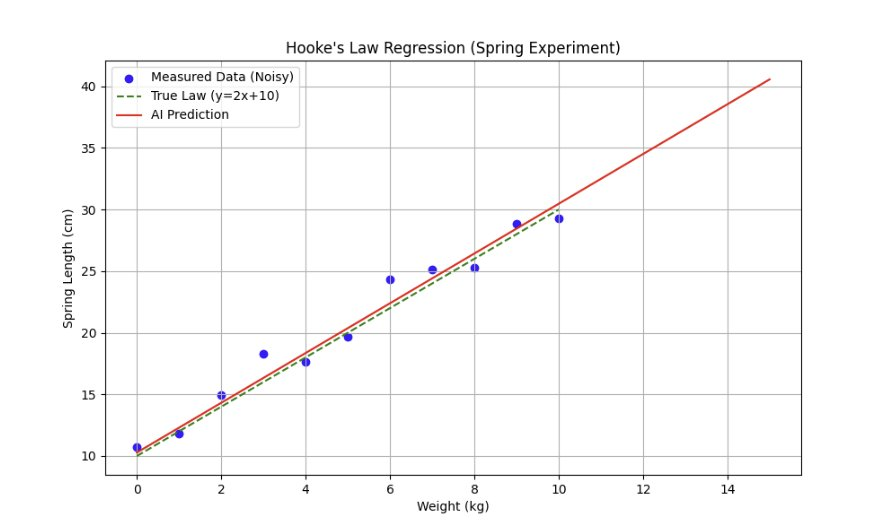 Hooke's Law Regression (Spring Experiment)
Measured Data (Noisy)
True Law (y=2x+10)
AI Prediction
40
35
30
25
20
15
10
Spring Length (cm)
0 2 4 6 8 10 12 14
Weight (kg)